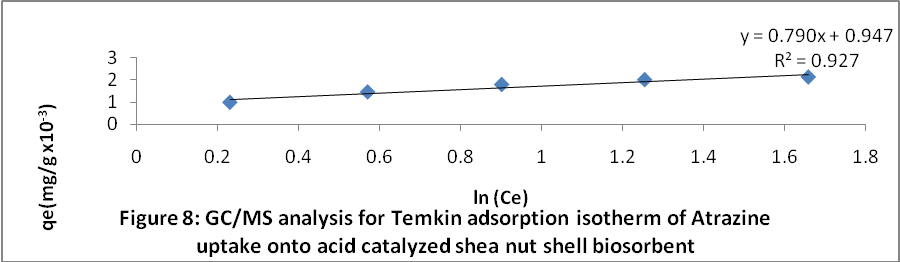 y = 0.790x + 0.947
R² = 0.927
3
2
1
0
0 0.2 0.4 0.6 0.8 1 1.2 1.4 1.6 1.8
qe(mg/g x10⁻³)
ln (Ce)
Figure 8: GC/MS analysis for Temkin adsorption isotherm of Atrazine
uptake onto acid catalyzed shea nut shell biosorbent